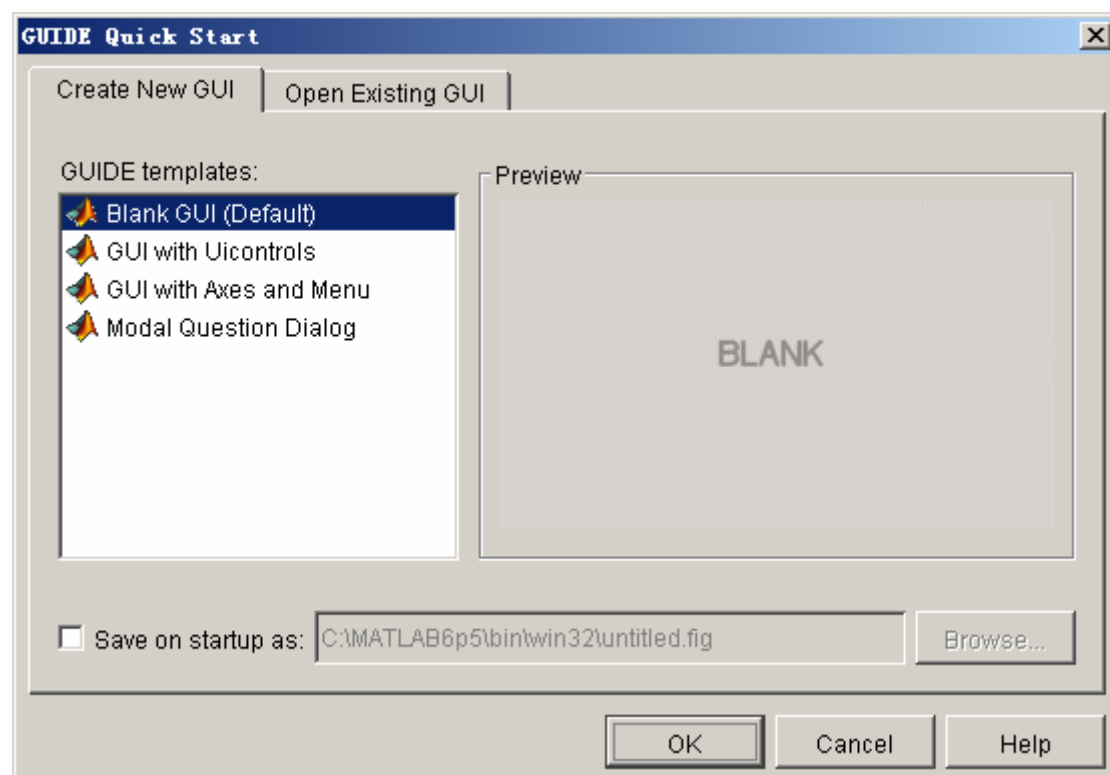 GUIDE Quick Start
Create New GUI
Open Existing GUI
GUIDE templates:
Blank GUI (Default)
GUI with Uicontrols
GUI with Axes and Menu
Modal Question Dialog
Preview
BLANK
Save on startup as:
C:\MATLAB6p5\bin\win32\untitled.fig
Browse...
OK
Cancel
Help